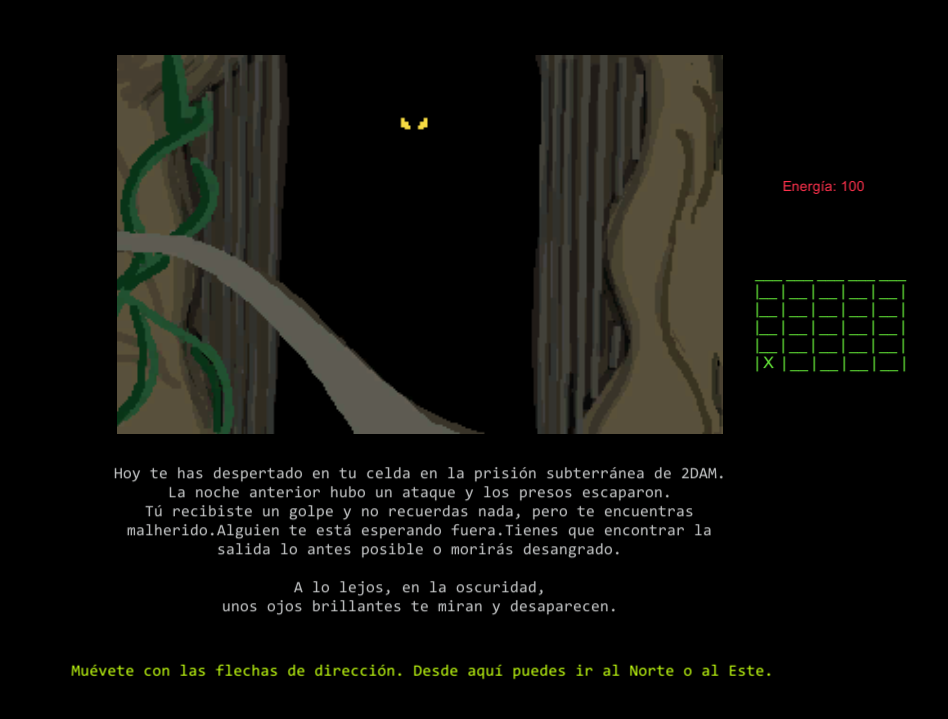 Energía: 100
X
Hoy te has despertado en tu celda en la prisión subterránea de 2DAM.
La noche anterior hubo un ataque y los presos escaparon.
Tú recibiste un golpe y no recuerdas nada, pero te encuentras
malherido.Alguien te está esperando fuera.Tienes que encontrar la
salida lo antes posible o morirás desangrado.
A lo lejos, en la oscuridad,
unos ojos brillantes te miran y desaparecen.
Muévete con las flechas de dirección. Desde aquí puedes ir al Norte o al Este.